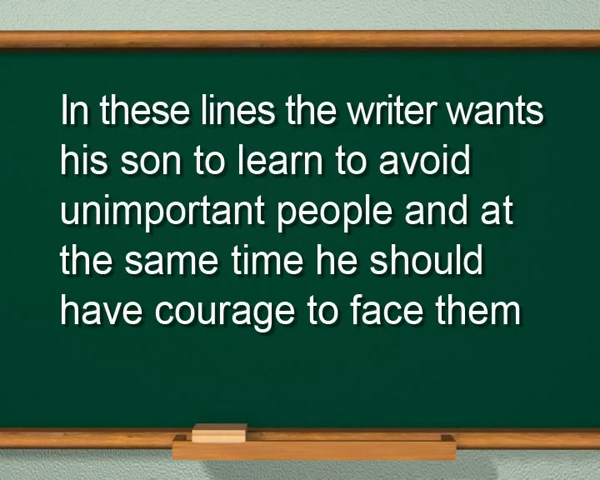 In these lines the writer wants
his son to learn to avoid
unimportant people and at
the same time he should
have courage to face them